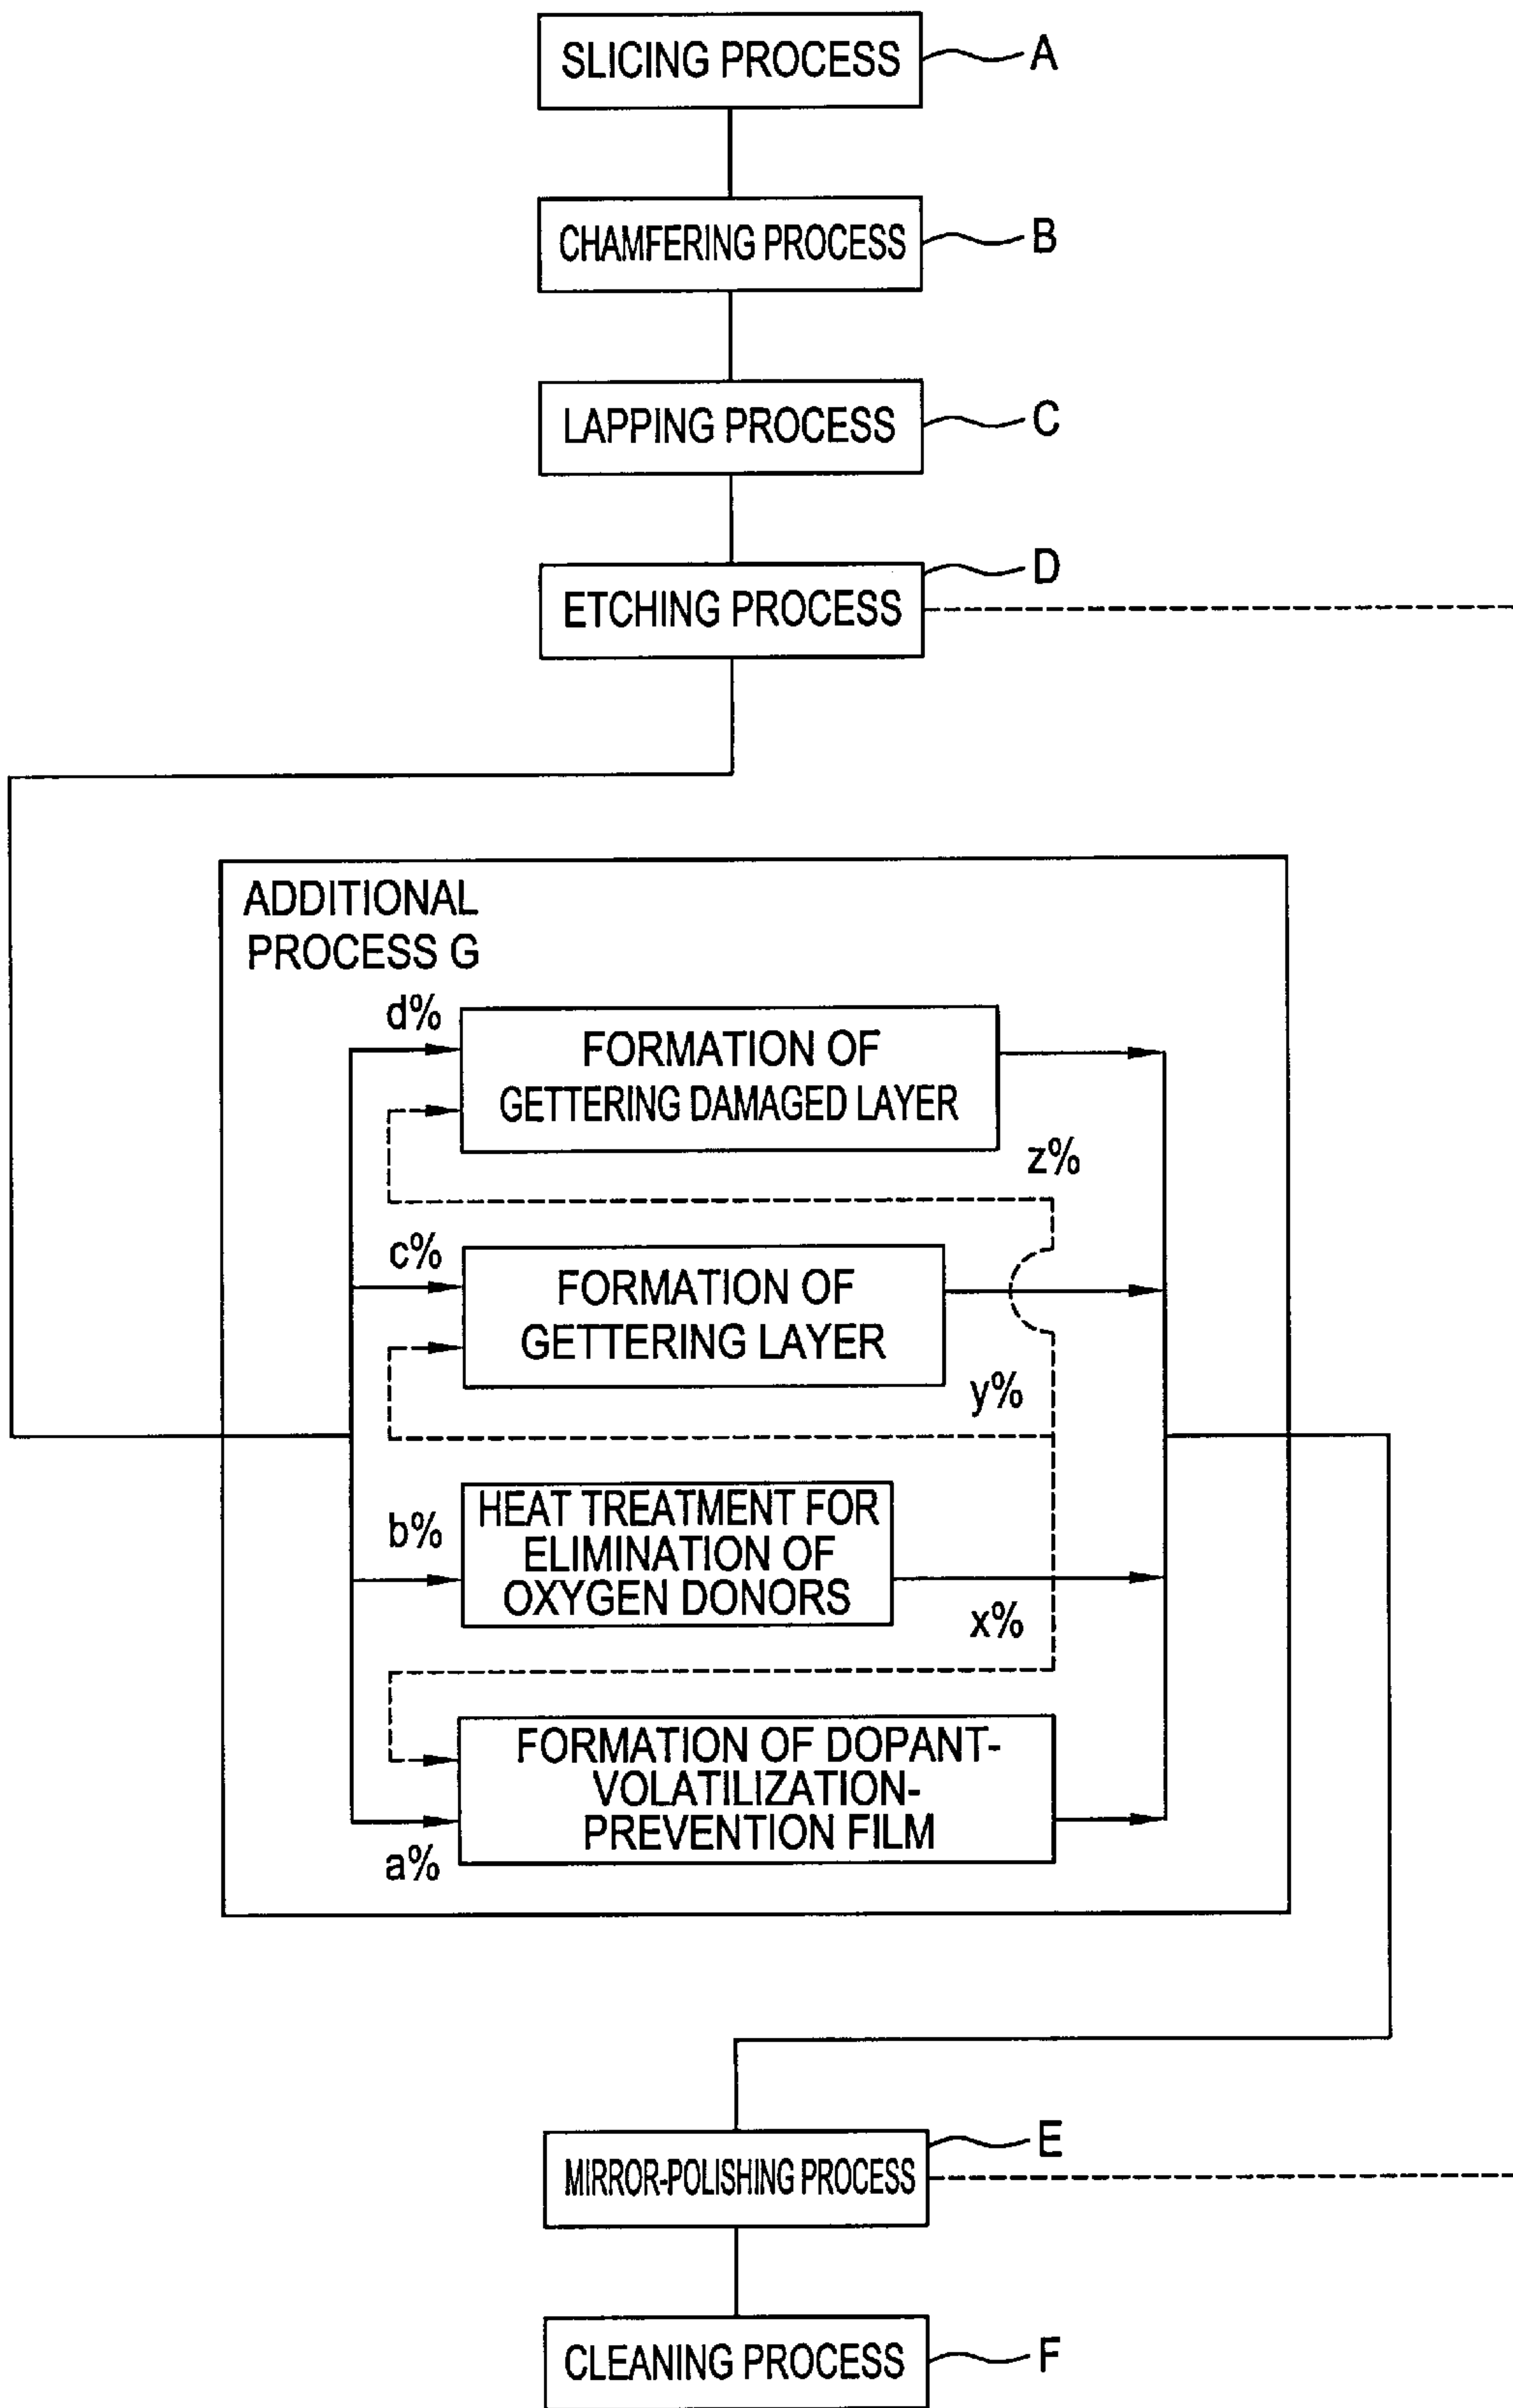 SLICING PROCESS
A
CHAMFERING PROCESS
B
LAPPING PROCESS
C
ETCHING PROCESS
D
ADDITIONAL
PROCESS G
d%
FORMATION OF
GETTERING DAMAGED LAYER
z%
c%
FORMATION OF
GETTERING LAYER
y%
b%
HEAT TREATMENT FOR
ELIMINATION OF
OXYGEN DONORS
x%
FORMATION OF DOPANT-
VOLATILIZATION-
PREVENTION FILM
a%
MIRROR-POLISHING PROCESS
E
CLEANING PROCESS
F